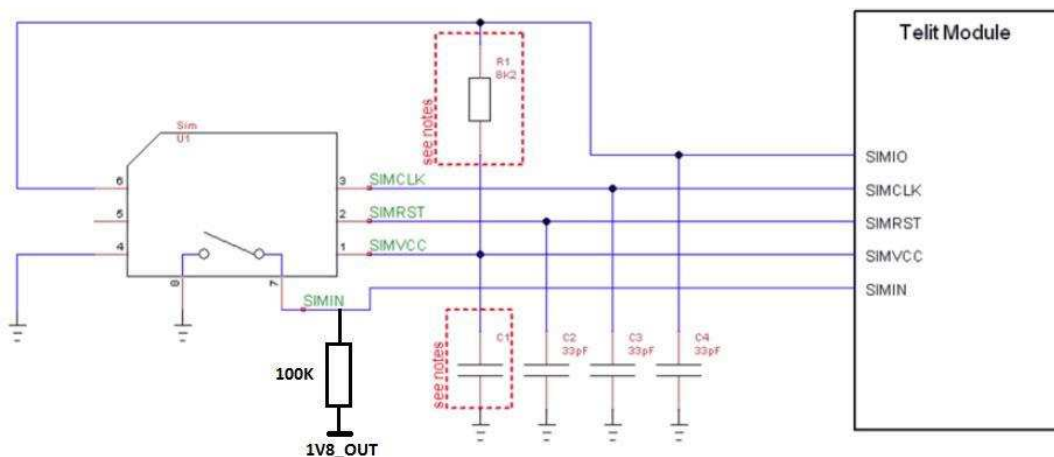 Telit Module
R1
8K2
see notes
Sim
U1
SIMIO
6
3
SIMCLK
SIMCLK
5
2
SIMRST
SIMRST
4
1
SIMVCC
SIMVCC
8
7
SIMIN
SIMIN
see notes
C1
C2
33pF
C3
33pF
C4
33pF
100K
1V8_OUT